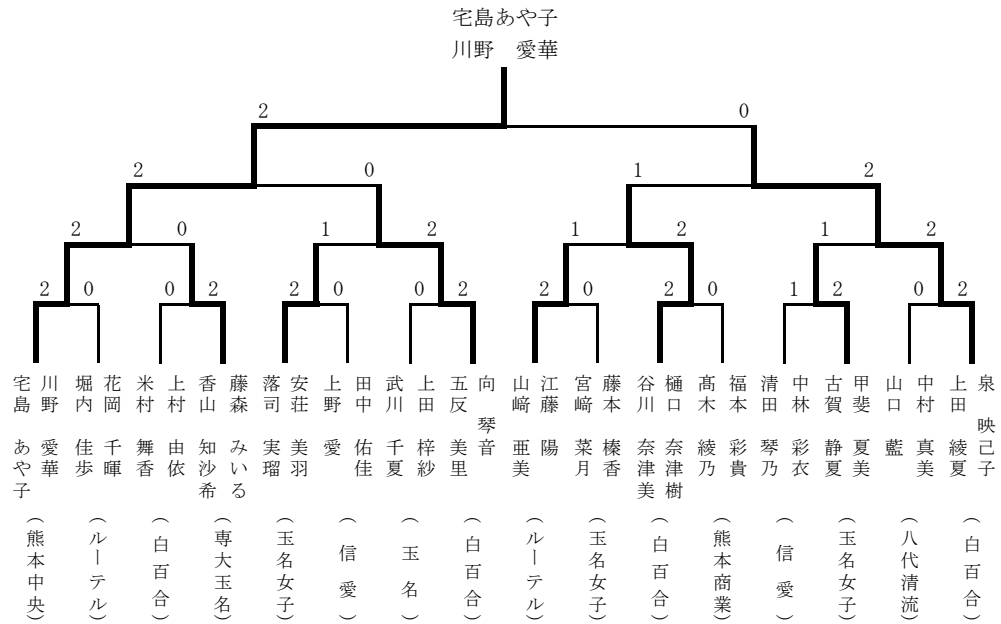 宅島あや子
川野　愛華
2 0
2 0 1 2
2 0 1 2 1 2 1 2
2 0 0 2 2 0 0 2 2 0 2 0 1 2 0 2
宅島 あや子
川野 愛華
(熊本中央)
堀内 佳歩
花岡 千暉
(ルーテル)
米村 舞香
上村 由依
(白百合)
香山 知沙希
藤森 みいる
(専大玉名)
落司 実瑠
安荘 美羽
(玉名女子)
上野 愛
田中 佑佳
(信愛)
武川 千夏
上田 梓紗
(玉名)
五反 美里
向 琴音
(白百合)
山﨑 亜美
江藤 陽
(ルーテル)
宮﨑 菜月
藤本 榛香
(玉名女子)
谷川 奈津美
樋口 奈津樹
(白百合)
髙木 綾乃
福本 彩貴
(熊本商業)
清田 琴乃
中林 彩衣
(信愛)
古賀 静夏
甲斐 夏美
(玉名女子)
山口 藍
中村 真美
(八代清流)
上田 綾夏
泉 映己子
(白百合)